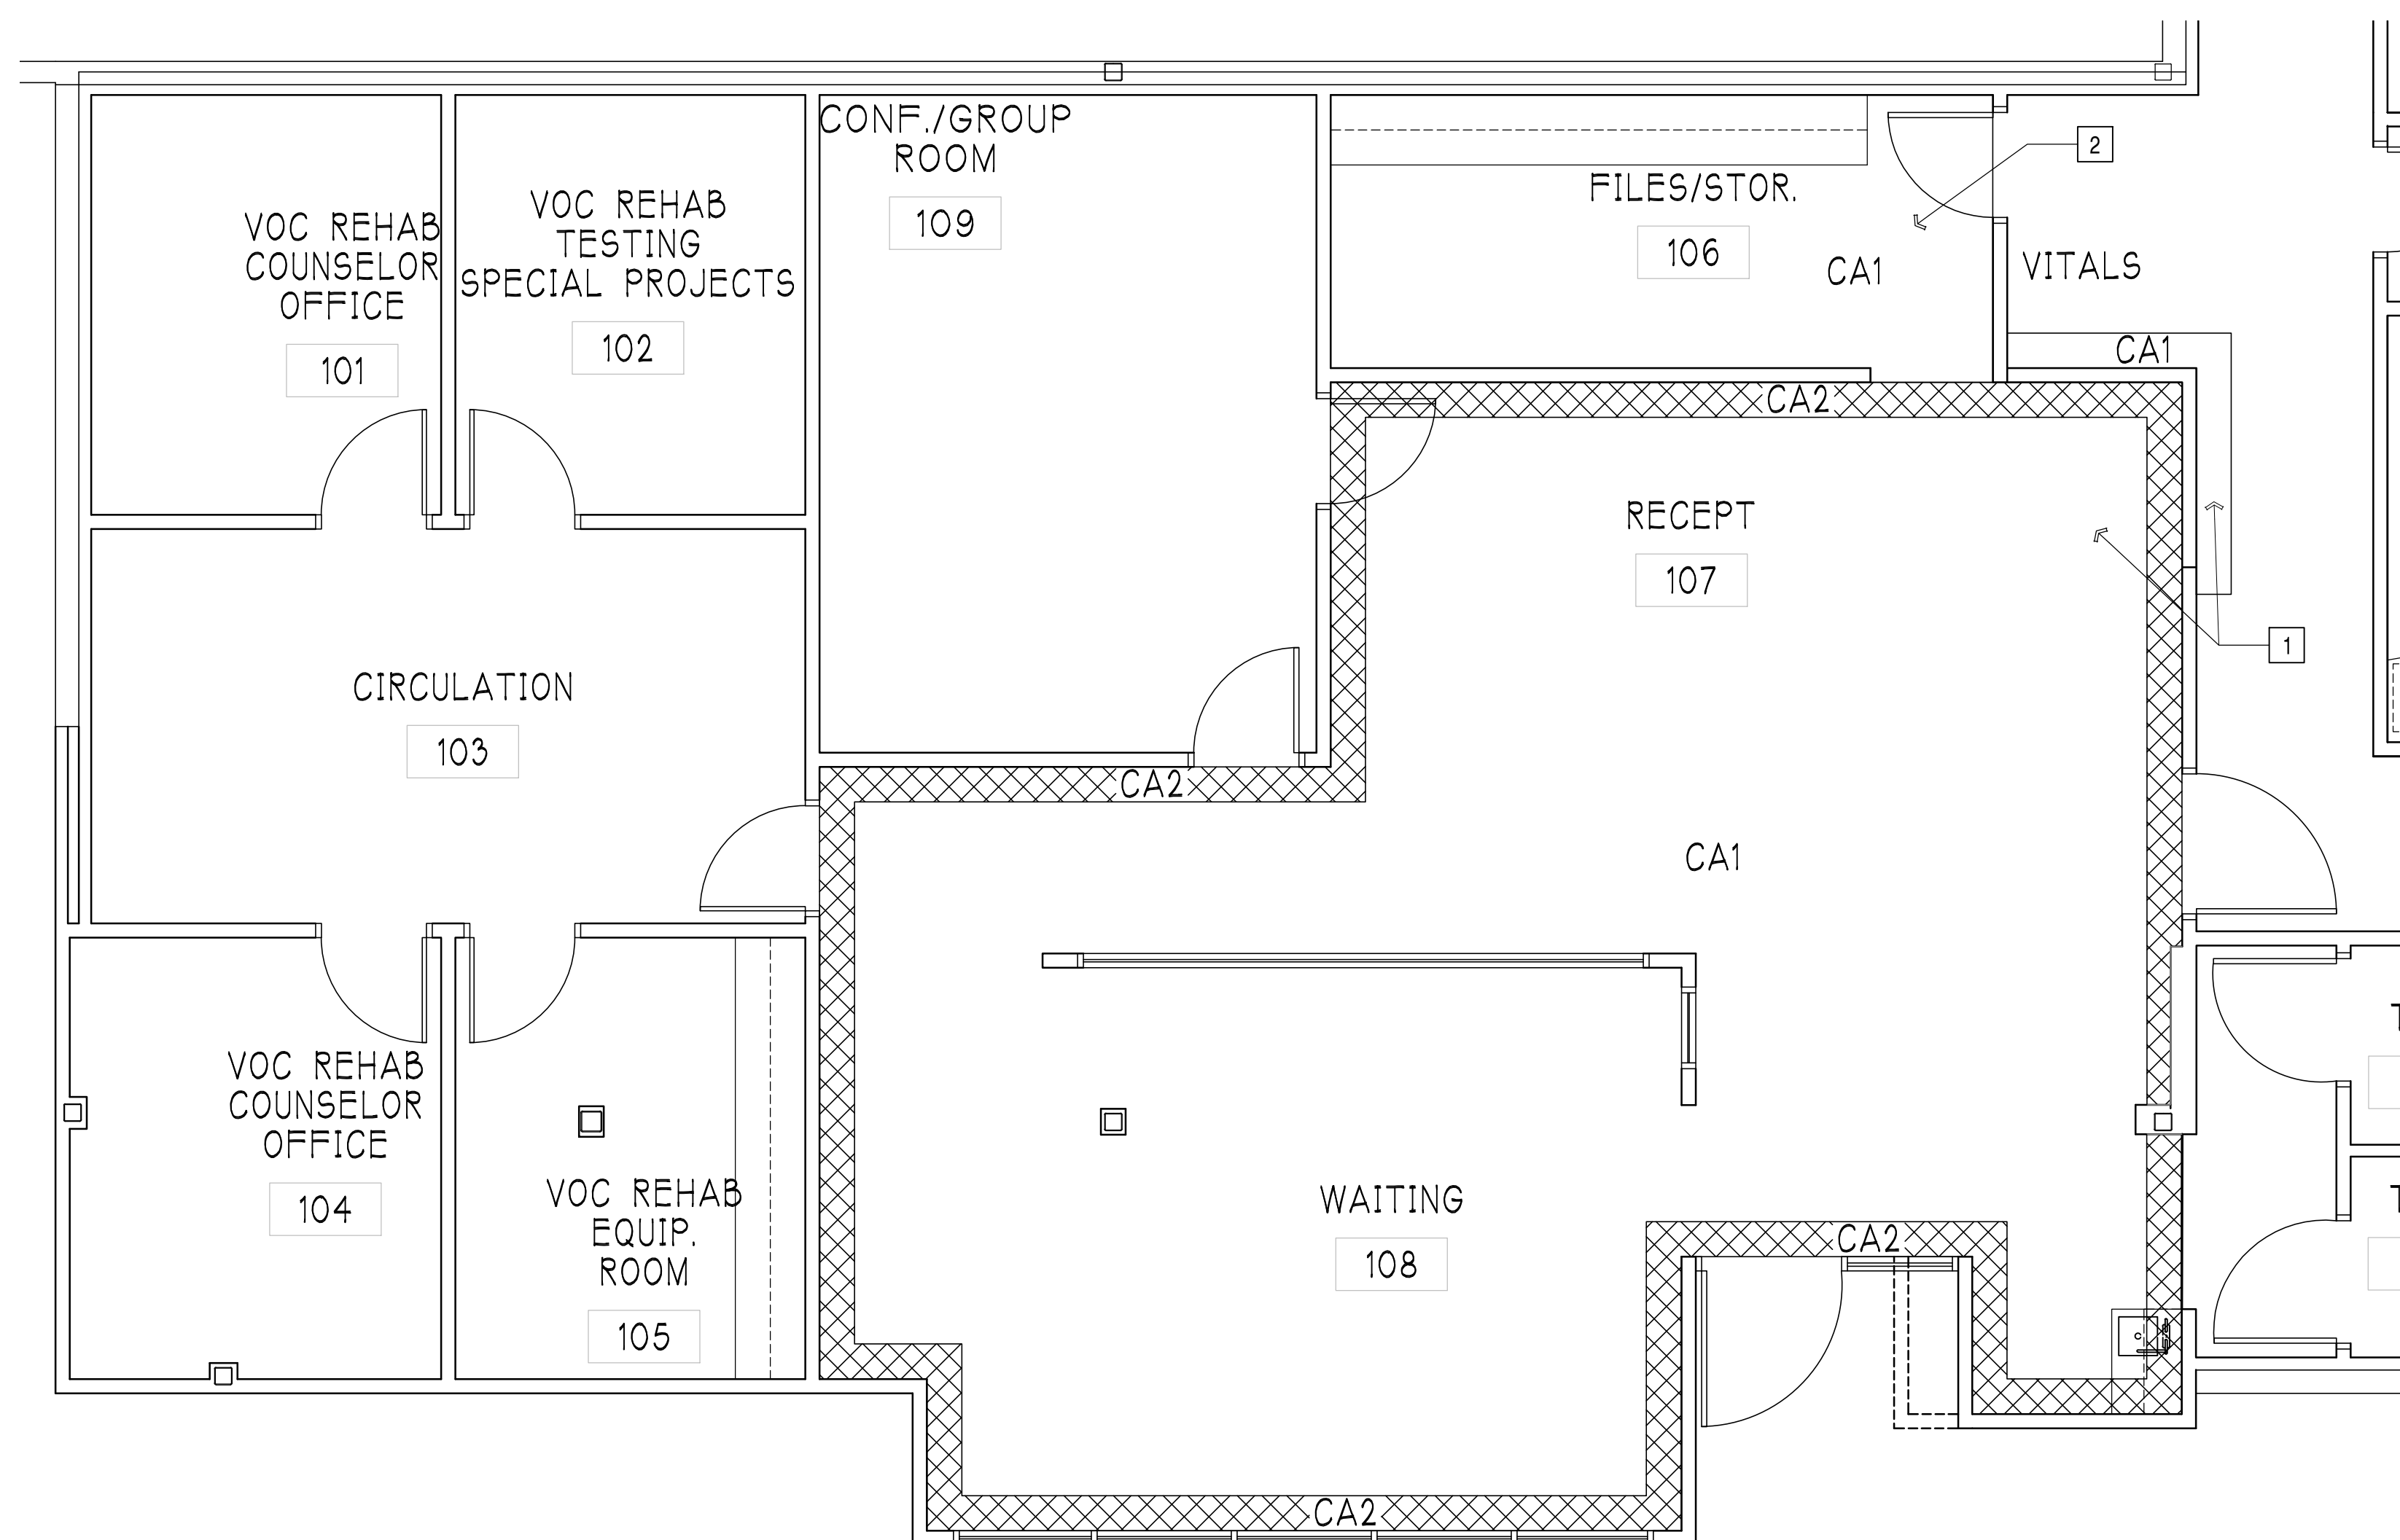 CONF./GROUP
ROOM
109
2
FILES/STOR.
106
CA1
VITALS
CA1
VOC REHAB
COUNSELOR
OFFICE
101
VOC REHAB
TESTING
SPECIAL PROJECTS
102
CA2
RECEPT
107
1
CIRCULATION
103
CA2
CA1
VOC REHAB
COUNSELOR
OFFICE
104
VOC REHAB
EQUIP.
ROOM
105
WAITING
108
CA2
CA2